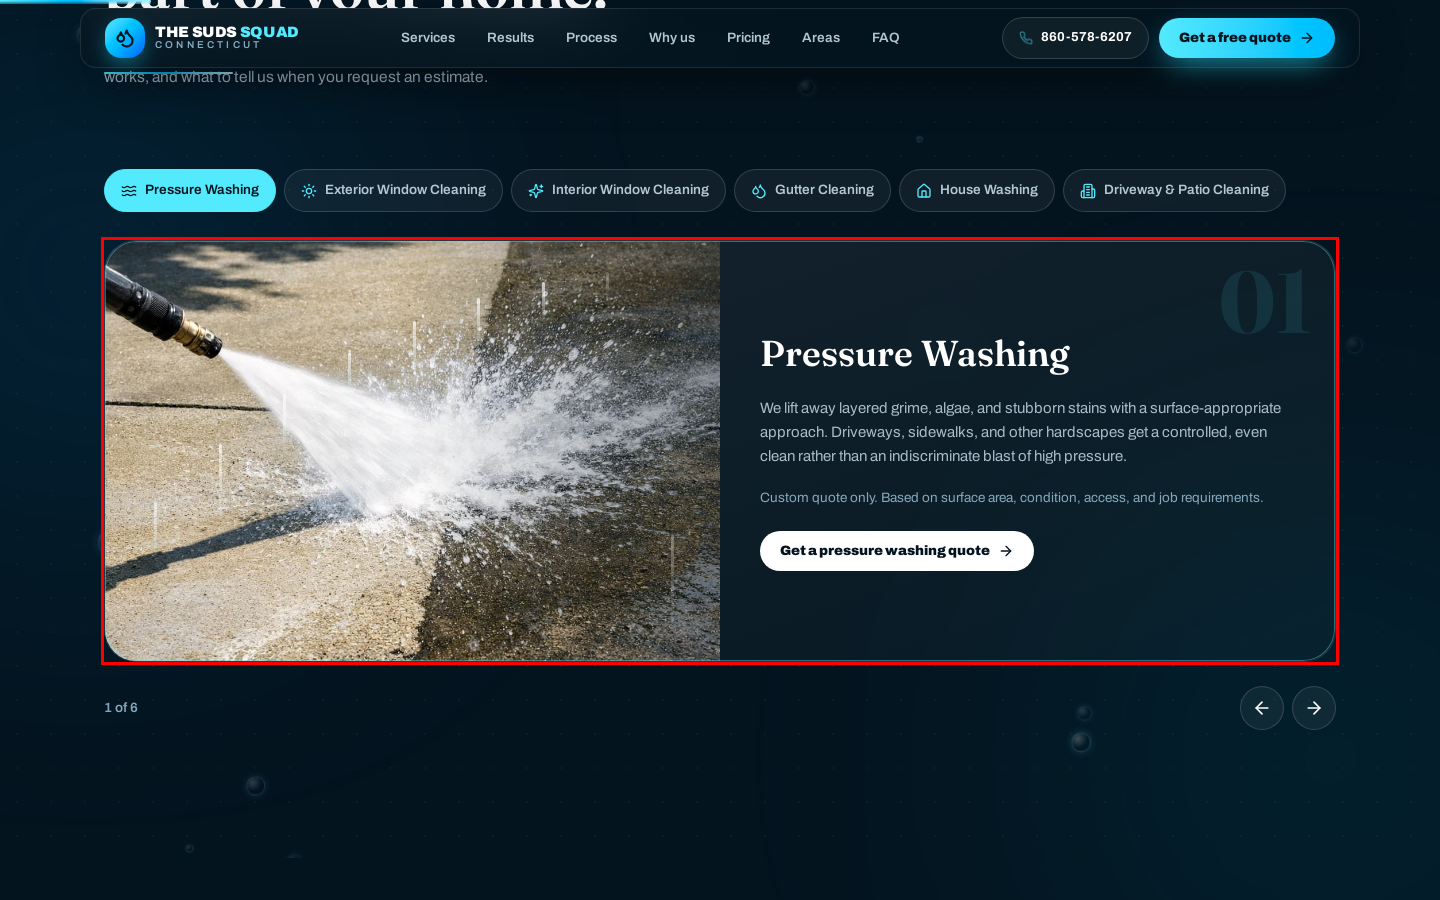 part of your home.
THE SUDS SQUAD
CONNECTICUT
Services
Results
Process
Why us
Pricing
Areas
FAQ
860-578-6207
Get a free quote
works, and what to tell us when you request an estimate.
Pressure Washing
Exterior Window Cleaning
Interior Window Cleaning
Gutter Cleaning
House Washing
Driveway & Patio Cleaning
01
Pressure Washing
We lift away layered grime, algae, and stubborn stains with a surface-appropriate
approach. Driveways, sidewalks, and other hardscapes get a controlled, even
clean rather than an indiscriminate blast of high pressure.
Custom quote only. Based on surface area, condition, access, and job requirements.
Get a pressure washing quote
1 of 6